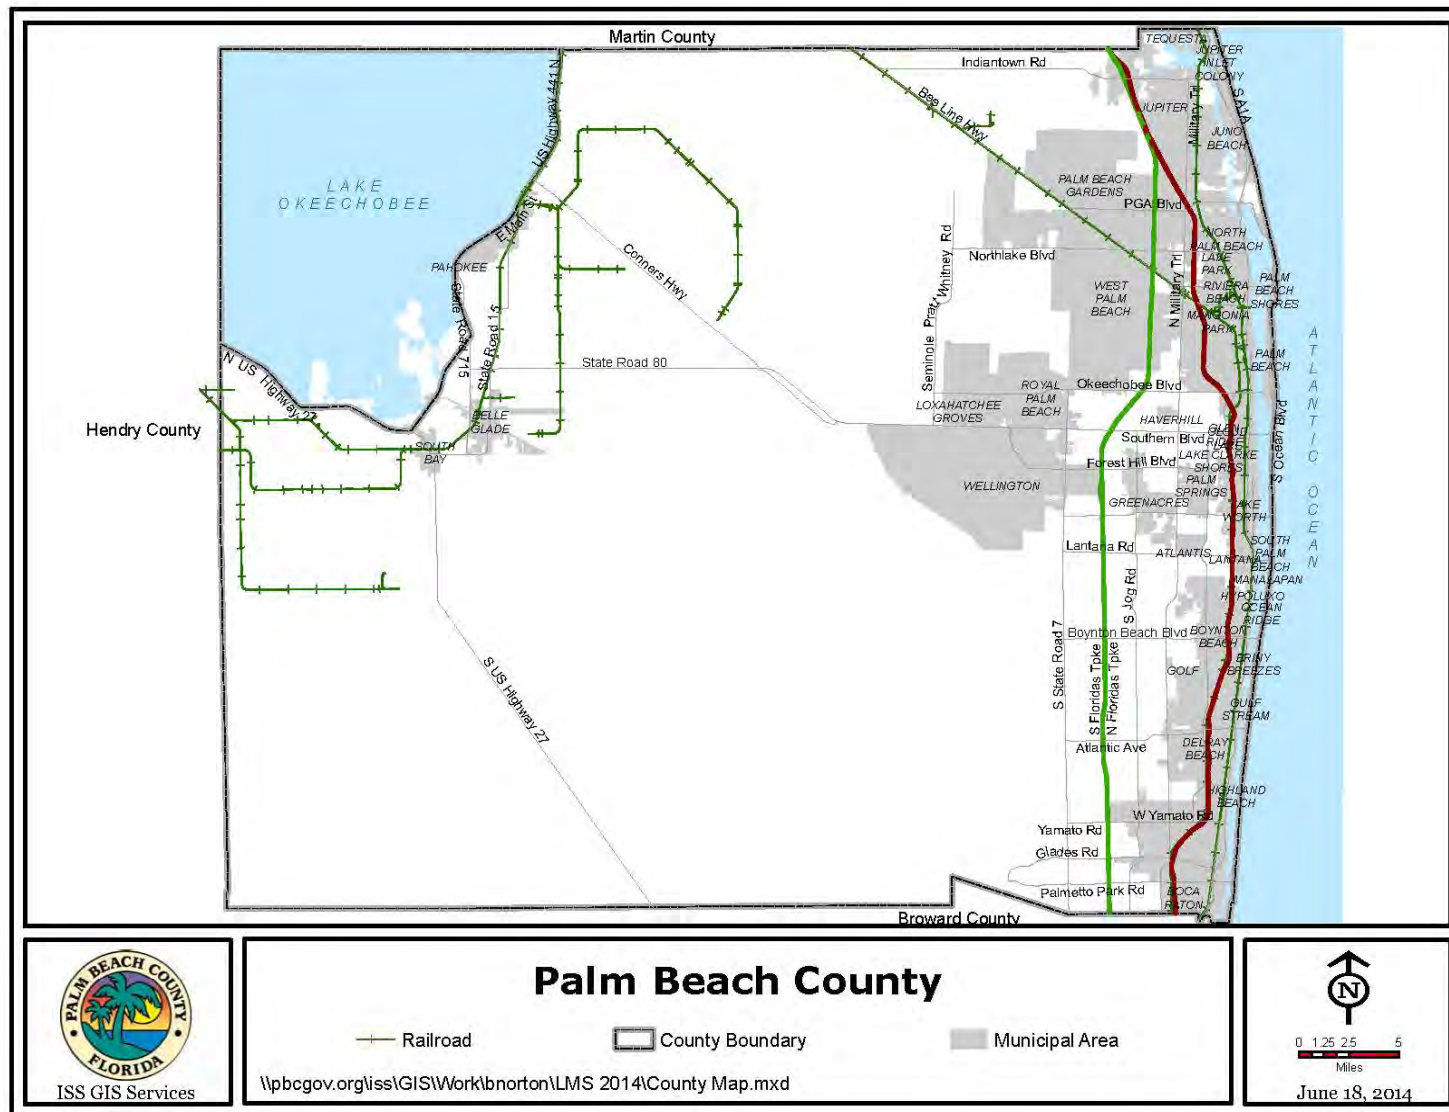 Martin County
TEQUESTA
JUPITER
INLET
COLONY
Indiantown Rd
S A1A
US Highway 441 N
Bee Line Hwy
JUPITER
Military Trl
JUNO
BEACH
LAKE
OKEECHOBEE
PALM BEACH
GARDENS
PGA Blvd
E Main St
NORTH
PALM BEACH
Conners Hwy
Seminole Pratt Whitney Rd
Northlake Blvd
N Military Trl
LAKE
PARK
PAHOKEE
WEST
PALM
BEACH
RIVIERA
BEACH
PALM
BEACH
SHORES
State Road 715
State Road 15
MANGONIA
PARK
ATLANTIC OCEAN
N US Highway 27
State Road 80
PALM
BEACH
ROYAL
PALM
BEACH
Okeechobee Blvd
LOXAHATCHEE
GROVES
BELLE
GLADE
HAVERHILL
S Ocean Blvd
Hendry County
SOUTH
BAY
Southern Blvd
GLEN
RIDGE
Forest Hill Blvd
LAKE CLARKE
SHORES
WELLINGTON
PALM
SPRINGS
GREENACRES
LAKE
WORTH
Lantana Rd
ATLANTIS
LANTANA
SOUTH
PALM
BEACH
MANALAPAN
S Jog Rd
HYPOLUXO
OCEAN
RIDGE
S State Road 7
Boynton Beach Blvd
BOYNTON
BEACH
S Floridas Tpke
N Floridas Tpke
GOLF
BRINY
BREEZES
S US Highway 27
GULF
STREAM
Atlantic Ave
DELRAY
BEACH
HIGHLAND
BEACH
W Yamato Rd
Yamato Rd
Glades Rd
Palmetto Park Rd
BOCA
RATON
Broward County
PALM BEACH COUNTY
FLORIDA
ISS GIS Services
Palm Beach County
Railroad
County Boundary
Municipal Area
\\pbcgov.org\iss\GIS\Work\bnorton\LMS 2014\County Map.mxd
N
0 1.25 2.5 5
Miles
June 18, 2014